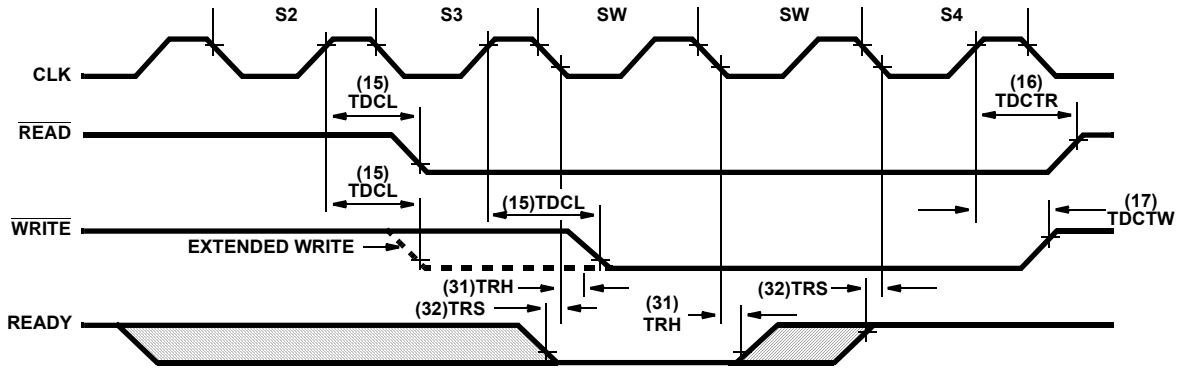 S2 S3 SW SW S4
CLK
(15)
TDCL
(16)
TDCTR
READ
(15)
TDCL
(15)TDCL
(17)
TDCTW
WRITE
EXTENDED WRITE
(31)TRH
(32)TRS
(31)
TRH
(32)TRS
READY